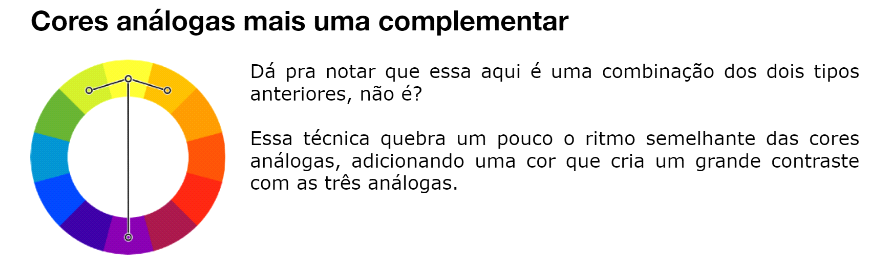 Cores análogas mais uma complementar
Dá pra notar que essa aqui é uma combinação dos dois tipos
anteriores, não é?
Essa técnica quebra um pouco o ritmo semelhante das cores
análogas, adicionando uma cor que cria um grande contraste
com as três análogas.